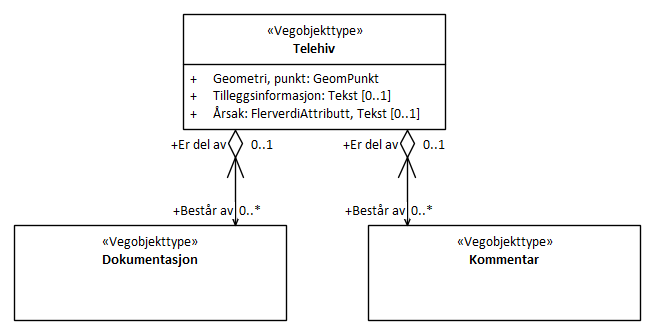 «Vegobjekttype»
Telehiv
+ Geometri, punkt: GeomPunkt
+ Tilleggsinformasjon: Tekst [0..1]
+ Årsak: FlerverdiAttributt, Tekst [0..1]
+Er del av 0..1 +Er del av 0..1
+Består av 0..* +Består av 0..*
«Vegobjekttype»
Dokumentasjon
«Vegobjekttype»
Kommentar